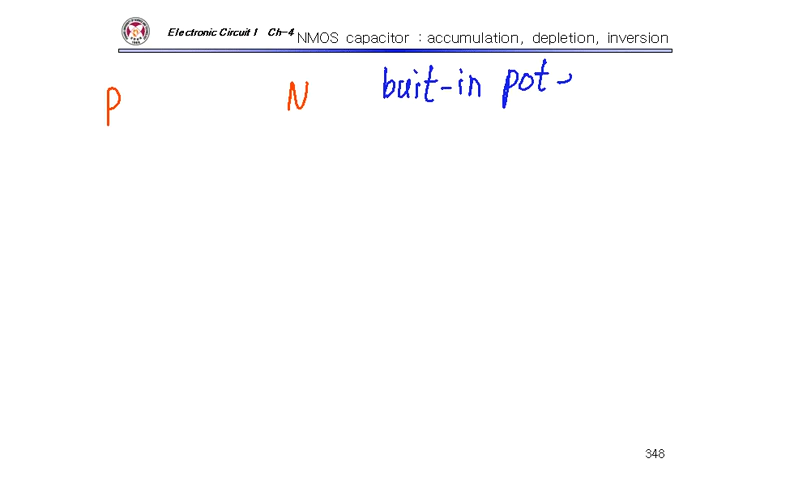 Electronic Circuit 1 Ch-4 NMOS capacitor : accumulation, depletion, inversion
P N buit-in pot
348